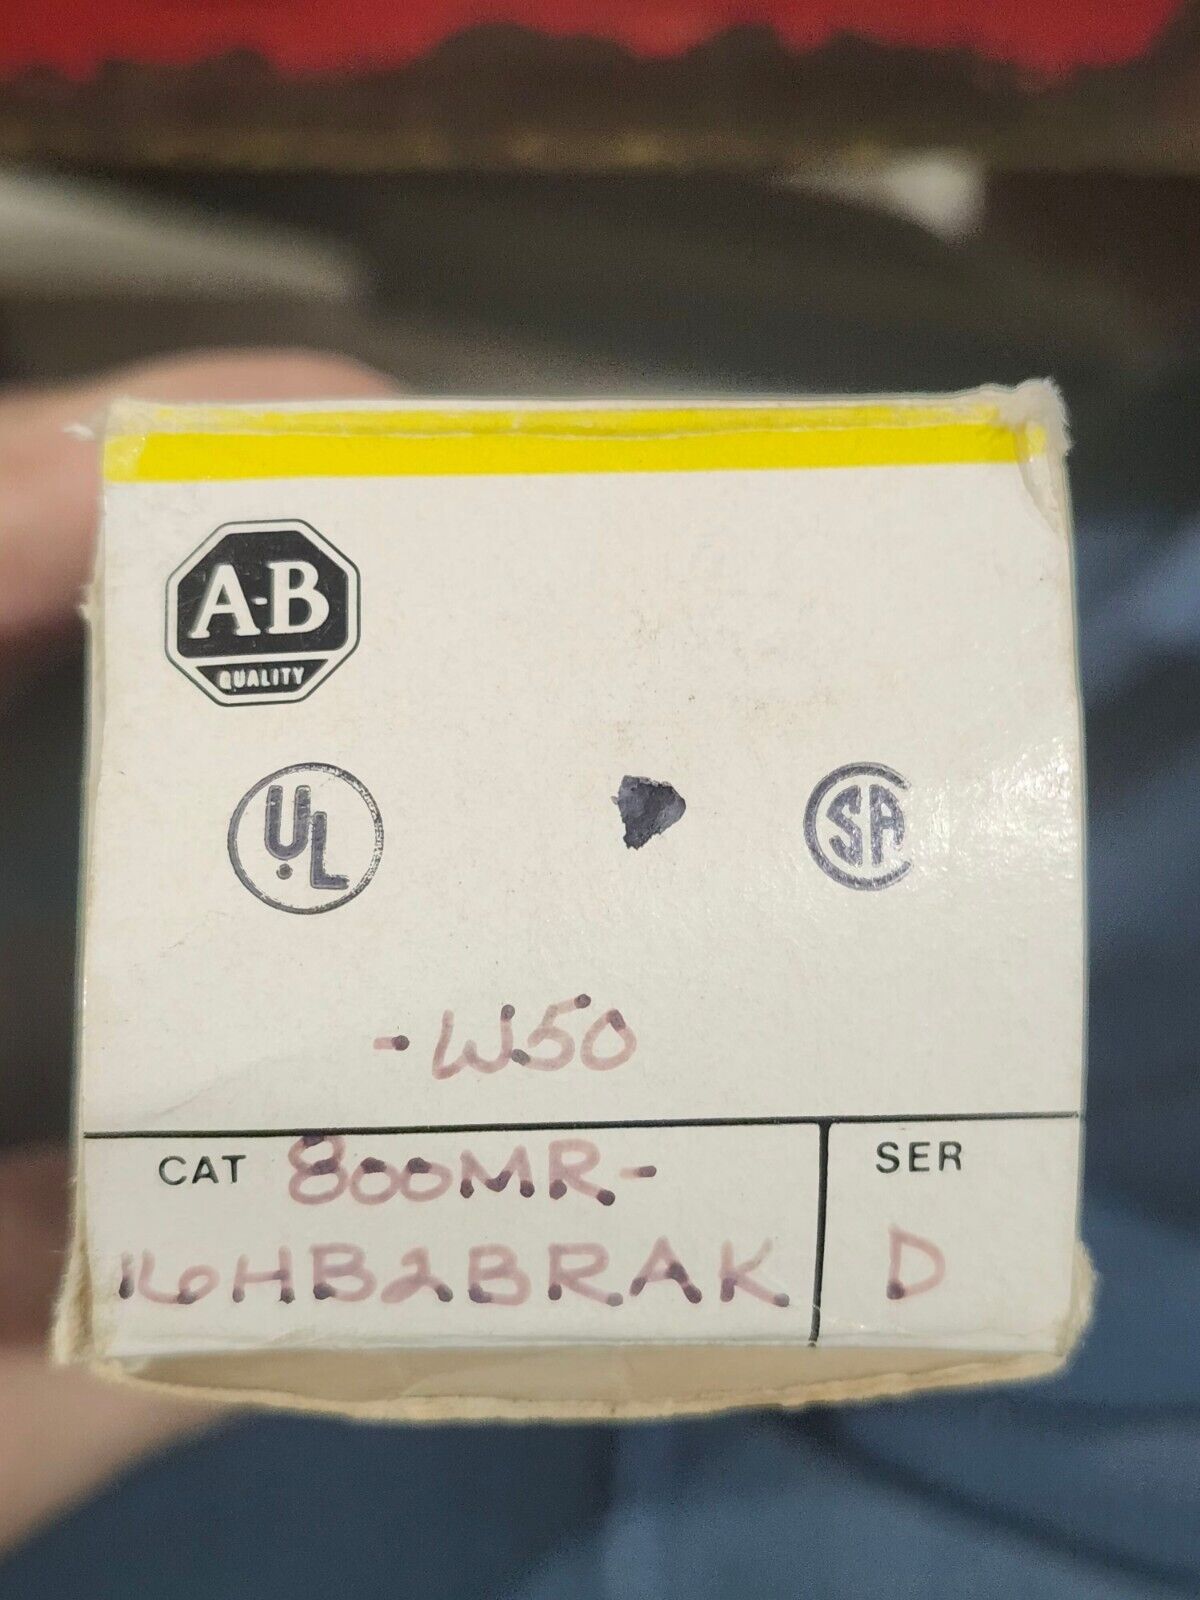 A-B
QUALITY
UL
SA
-W50
CAT 800MR-
16HB2BRAK
SER
D